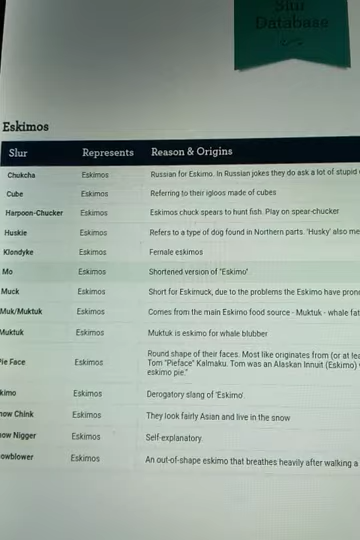 Slur
Database
Eskimos
Slur Represents Reason & Origins
Chukcha Eskimos Russian for Eskimo. In Russian jokes they do ask a lot of stupid
Cube Eskimos Referring to their igloos made of cubes
Harpoon-Chucker Eskimos Eskimos chuck spears to hunt fish. Play on spear-chucker
Huskie Eskimos Refers to a type of dog found in Northern parts. 'Husky' also me
Klondyke Eskimos Female eskimos
Mo Eskimos Shortened version of "Eskimo".
Muck Eskimos Short for Eskimuck, due to the problems the Eskimo have pron
Muk/Muktuk Eskimos Comes from the main Eskimo food source - Muktuk - whale fat
Muktuk Eskimos Muktuk is eskimo for whale blubber
Pie Face Eskimos Round shape of their faces. Most like originates from (or at lea
Tom "Pieface" Kalmaku. Tom was an Alaskan Innuit (Eskimo)
eskimo pie."
kimo Eskimos Derogatory slang of 'Eskimo'.
now Chink Eskimos They look fairly Asian and live in the snow
now Nigger Eskimos Self-explanatory.
owblower Eskimos An out-of-shape eskimo that breathes heavily after walking a